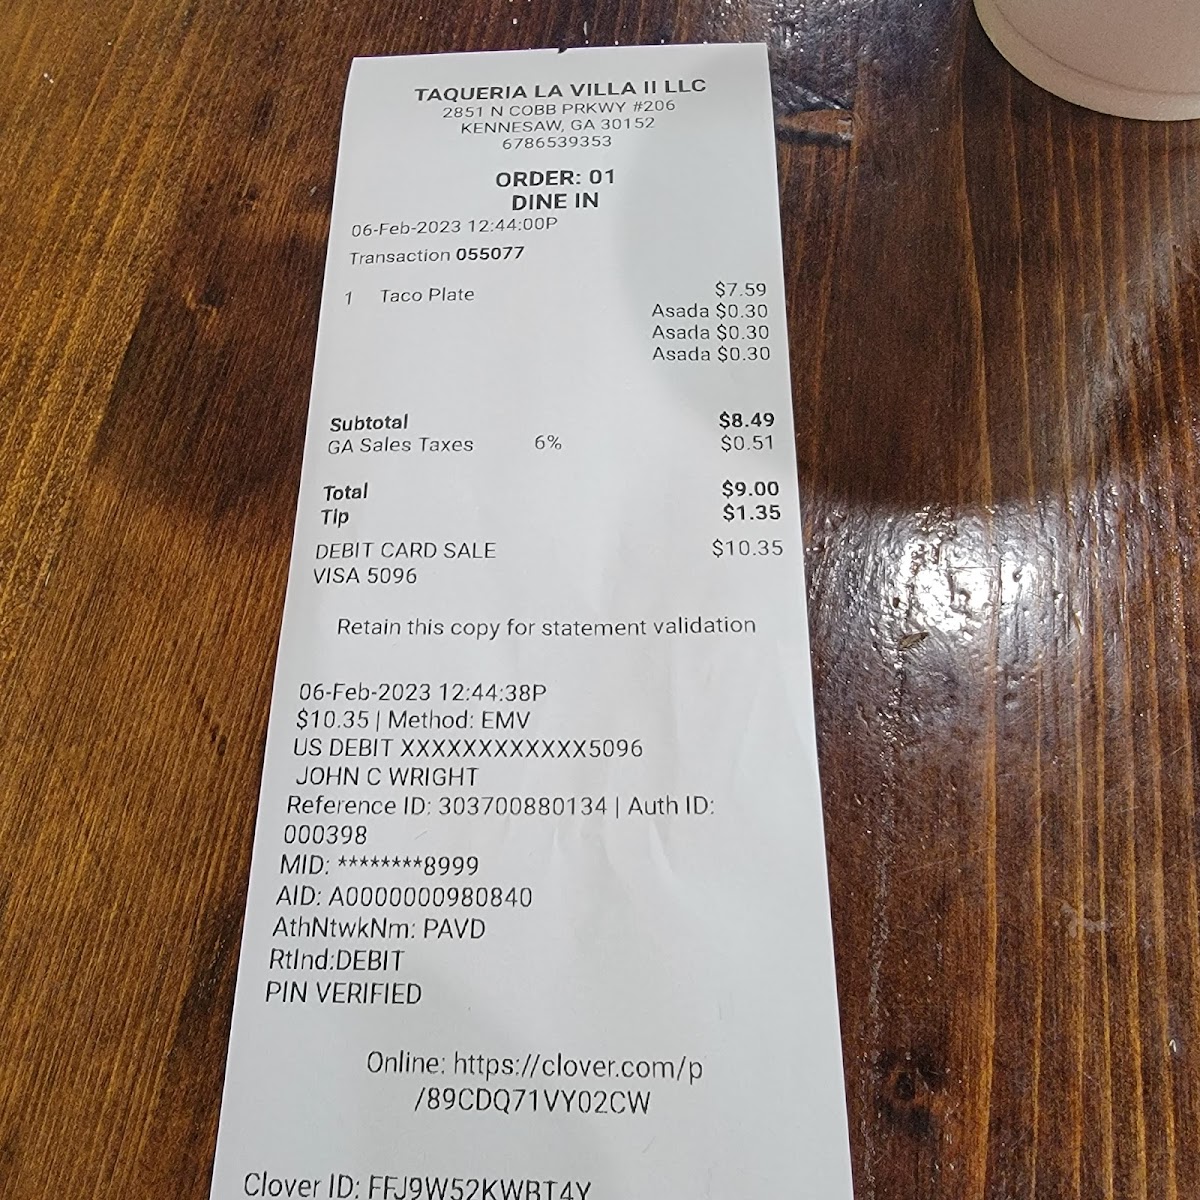 TAQUERIA LA VILLA II LLC
2851 N COBB PRKWY #206
KENNESAW, GA 30152
6786539353
ORDER: 01
DINE IN
06-Feb-2023 12:44:00P
Transaction 055077
1 Taco Plate $7.59
Asada $0.30
Asada $0.30
Asada $0.30
Subtotal $8.49
GA Sales Taxes 6% $0.51
Total $9.00
Tip $1.35
DEBIT CARD SALE $10.35
VISA 5096
Retain this copy for statement validation
06-Feb-2023 12:44:38P
$10.35 | Method: EMV
US DEBIT XXXXXXXXXXXX5096
JOHN C WRIGHT
Reference ID: 303700880134 | Auth ID:
000398
MID: ********8999
AID: A0000000980840
AthNtwkNm: PAVD
RtInd:DEBIT
PIN VERIFIED
Online: https://clover.com/p
/89CDQ71VY02CW
Clover ID: FFJ9W52KWBT4Y